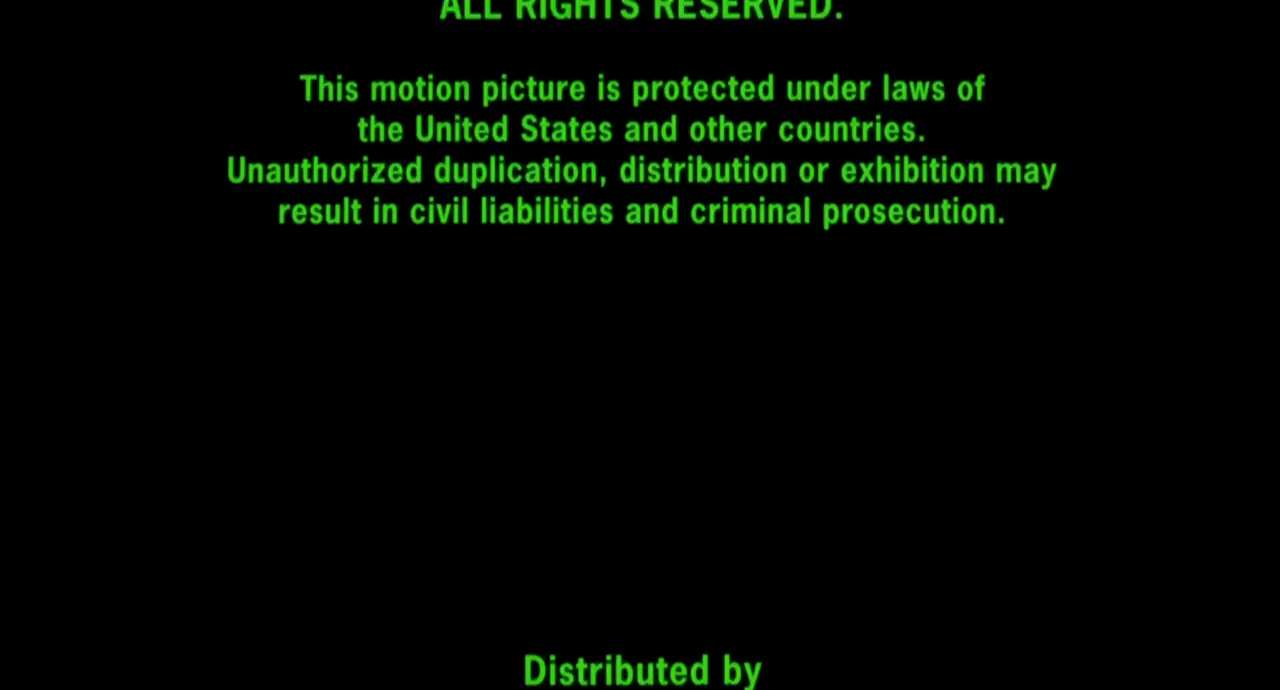 ALL RIGHTS RESERVED.
This motion picture is protected under laws of
the United States and other countries.
Unauthorized duplication, distribution or exhibition may
result in civil liabilities and criminal prosecution.
Distributed by